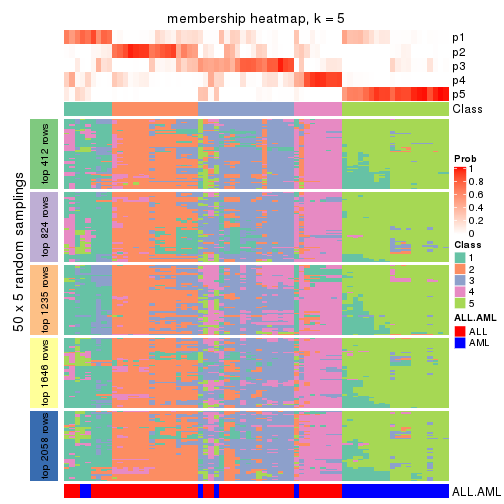 membership heatmap, k = 5
p1
p2
p3
p4
p5
Class
50 x 5 random samplings
top 412 rows
top 824 rows
top 1235 rows
top 1646 rows
top 2058 rows
Prob
1
0.8
0.6
0.4
0.2
0
Class
1
2
3
4
5
ALL.AML
ALL
AML
ALL.AML